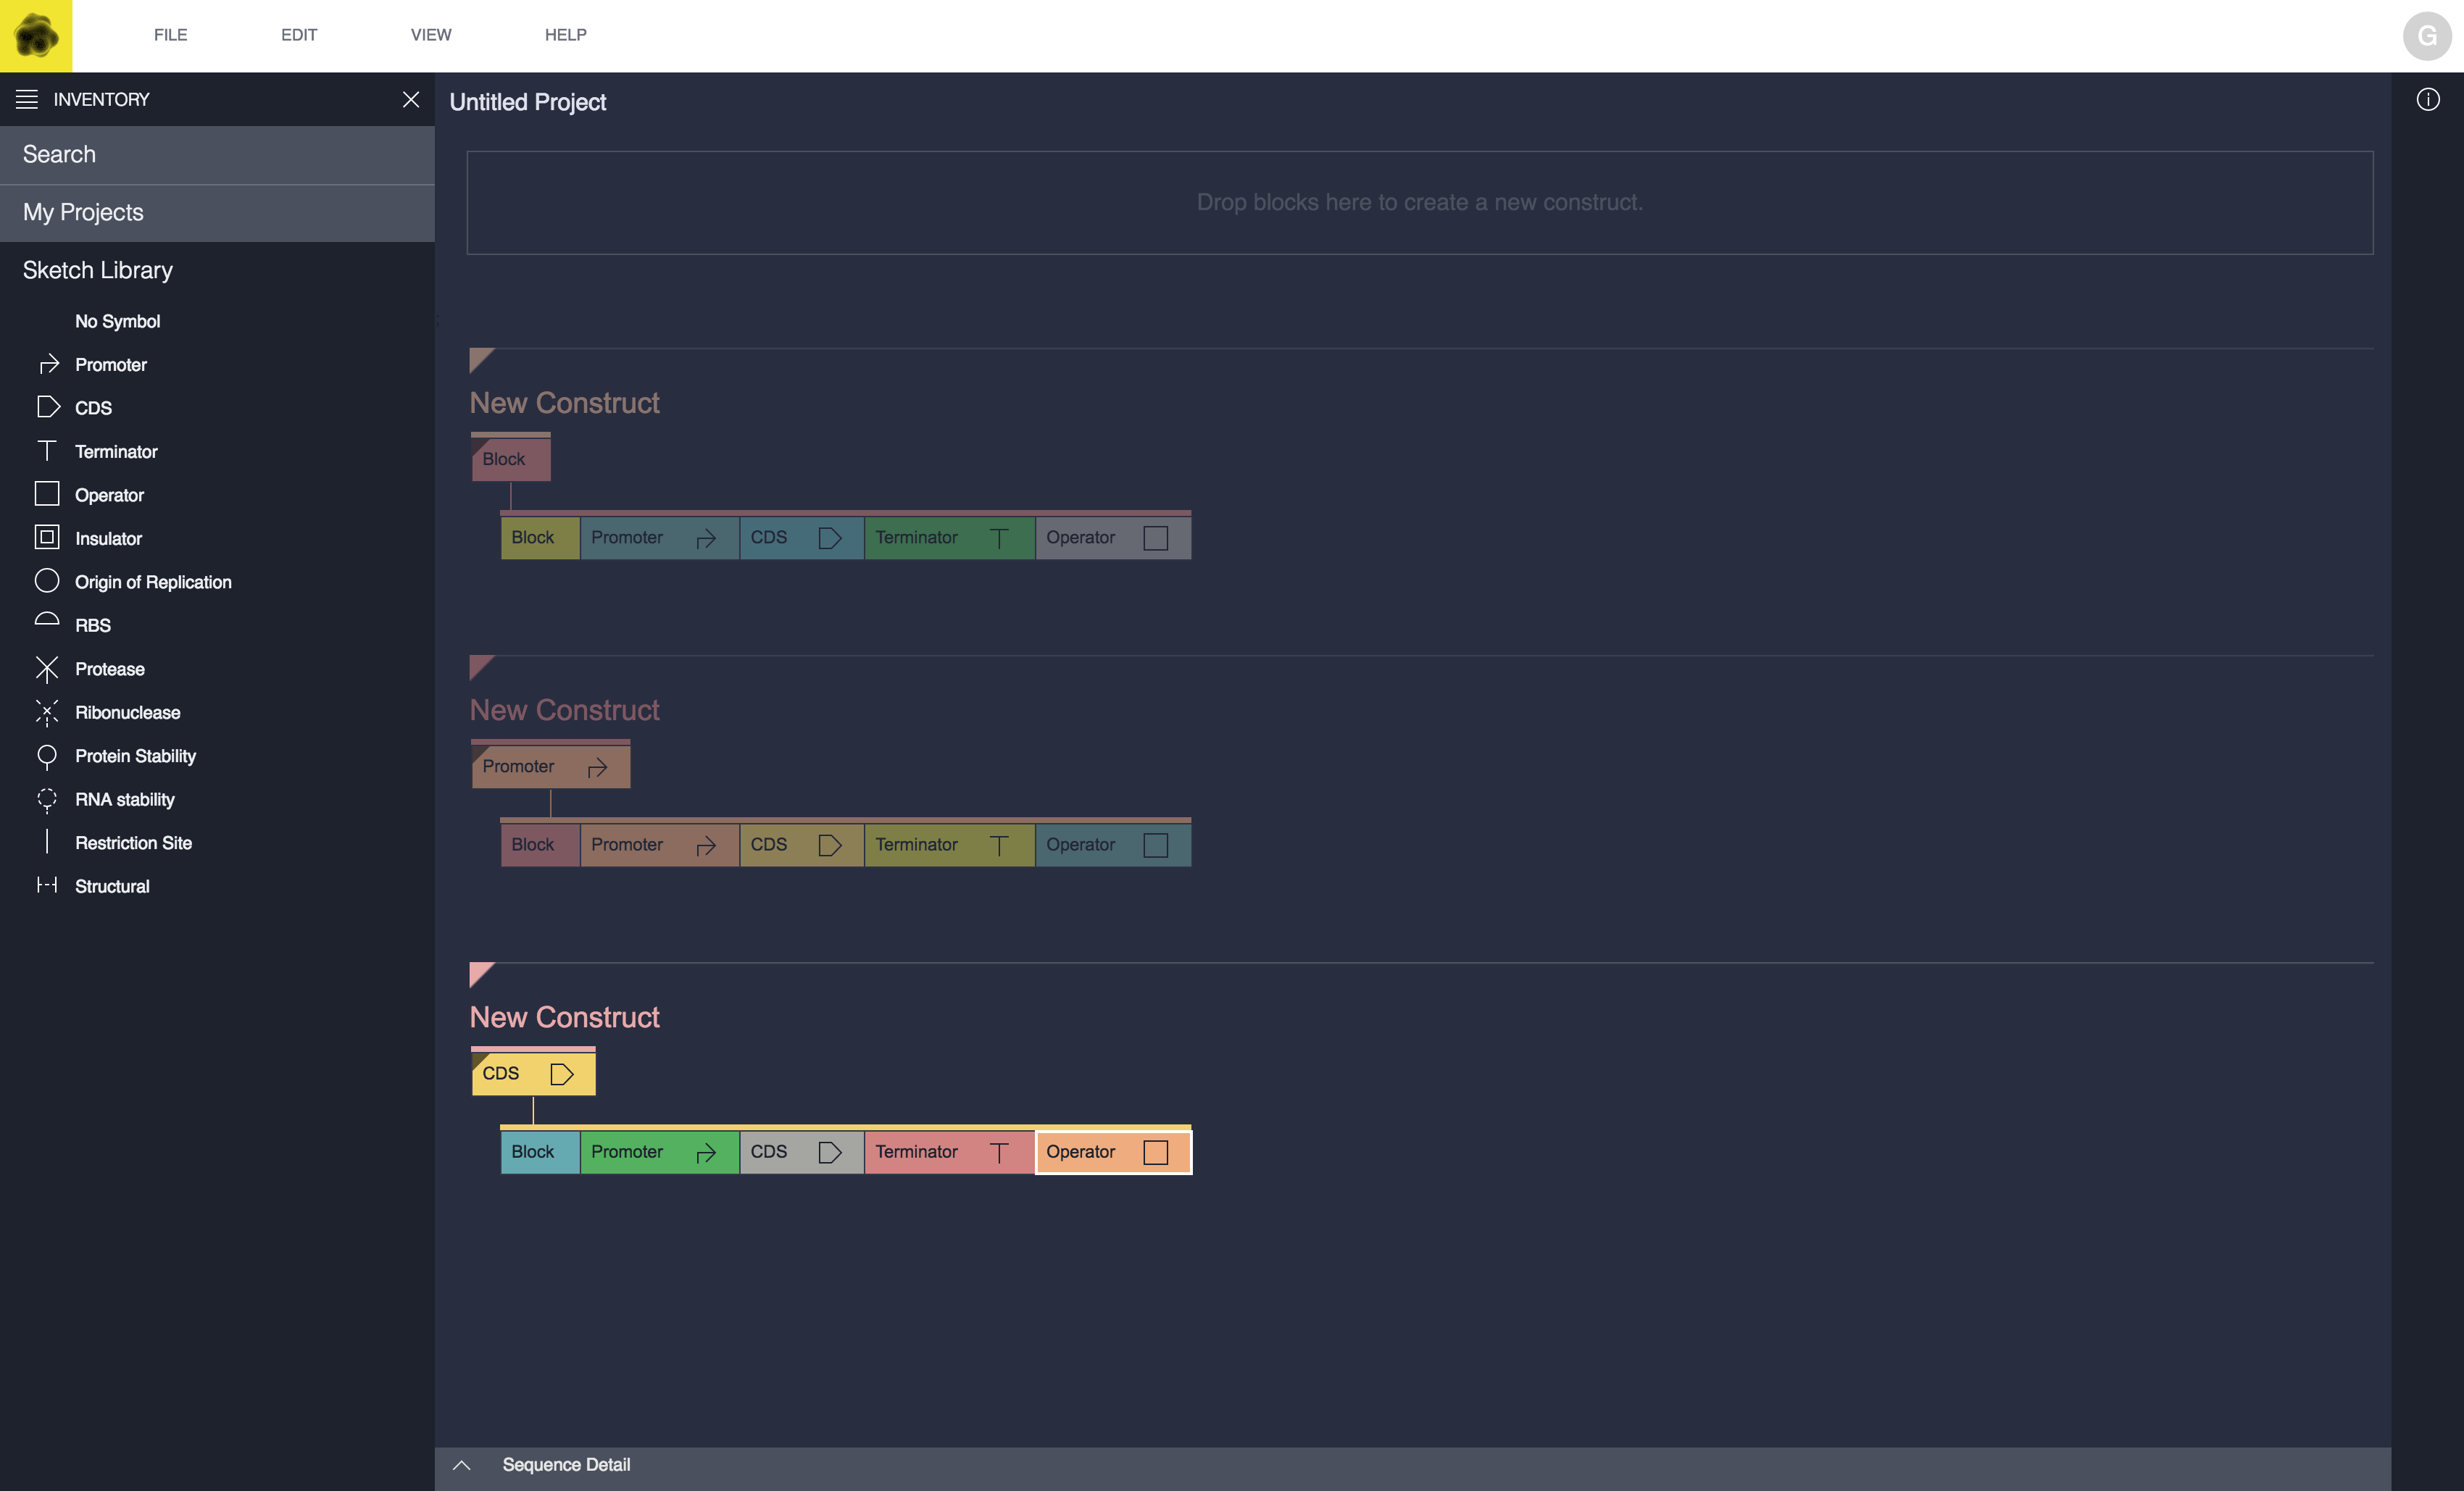 FILE EDIT VIEW HELP G
INVENTORY
Untitled Project
Search
My Projects
Sketch Library
No Symbol
Promoter
CDS
Terminator
Operator
Insulator
Origin of Replication
RBS
Protease
Ribonuclease
Protein Stability
RNA stability
Restriction Site
Structural
Drop blocks here to create a new construct.
New Construct
Block
Block Promoter CDS Terminator Operator
New Construct
Promoter
Block Promoter CDS Terminator Operator
New Construct
CDS
Block Promoter CDS Terminator Operator
Sequence Detail